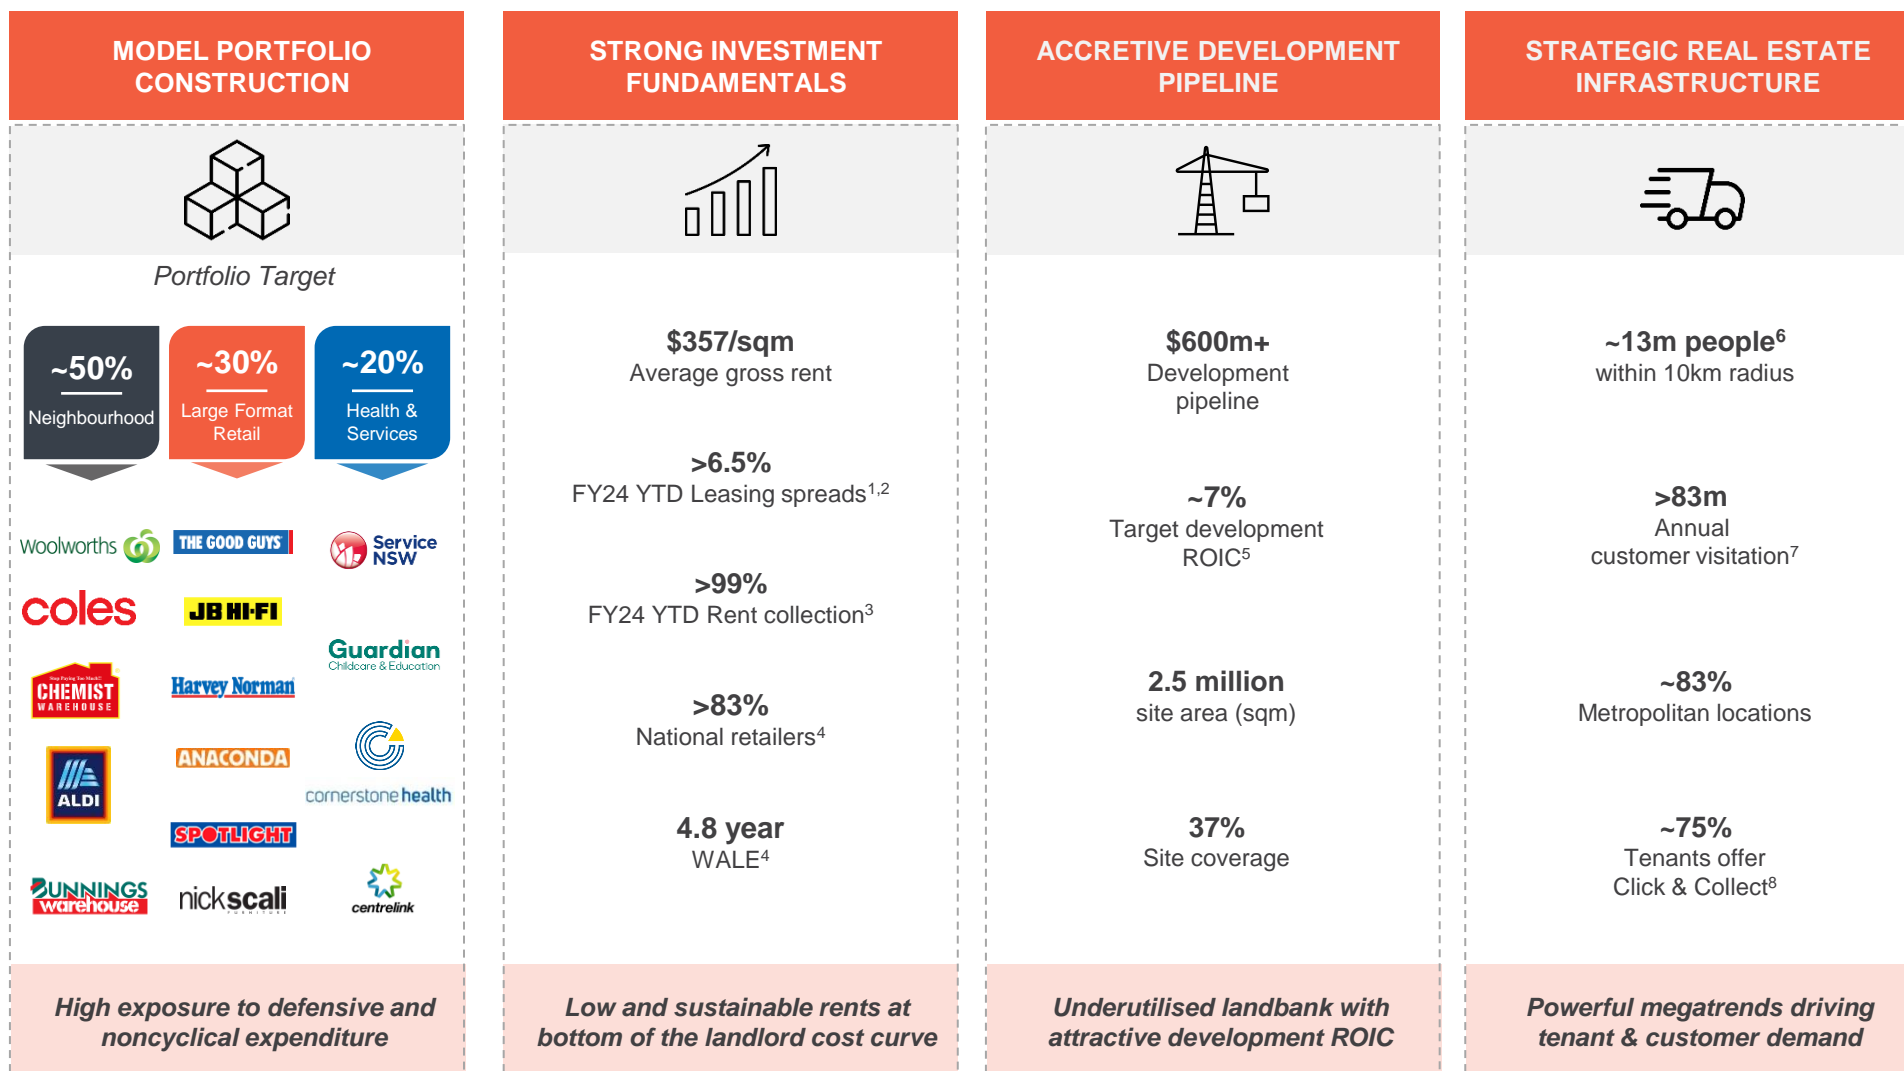 MODEL PORTFOLIO
CONSTRUCTION
Portfolio Target
~50%
Neighbourhood
~30%
Large Format
Retail
~20%
Health &
Services
Woolworths
coles
Stop Paying Too Much!!
CHEMIST
WAREHOUSE
ALDI
BUNNINGS
warehouse
THE GOOD GUYS
JB HI-FI
Harvey Norman
ANACONDA
SPOTLIGHT
nick scali
FURNITURE
Service
NSW
Guardian
Childcare & Education
cornerstone health
centrelink
High exposure to defensive and
noncyclical expenditure
STRONG INVESTMENT
FUNDAMENTALS
$357/sqm
Average gross rent
>6.5%
FY24 YTD Leasing spreads1,2
>99%
FY24 YTD Rent collection3
>83%
National retailers4
4.8 year
WALE4
Low and sustainable rents at
bottom of the landlord cost curve
ACCRETIVE DEVELOPMENT
PIPELINE
$600m+
Development
pipeline
~7%
Target development
ROIC5
2.5 million
site area (sqm)
37%
Site coverage
Underutilised landbank with
attractive development ROIC
STRATEGIC REAL ESTATE
INFRASTRUCTURE
~13m people6
within 10km radius
>83m
Annual
customer visitation7
~83%
Metropolitan locations
~75%
Tenants offer
Click & Collect8
Powerful megatrends driving
tenant & customer demand